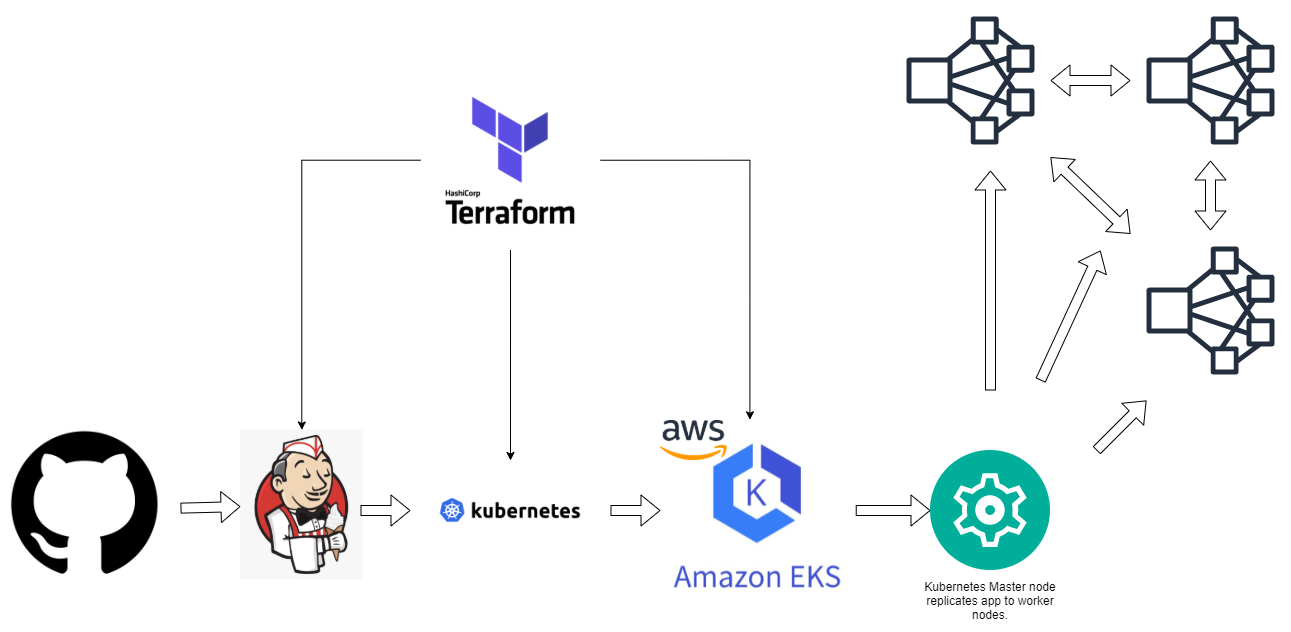 HashiCorp
Terraform
aws
kubernetes
K
Amazon EKS
Kubernetes Master node
replicates app to worker
nodes.